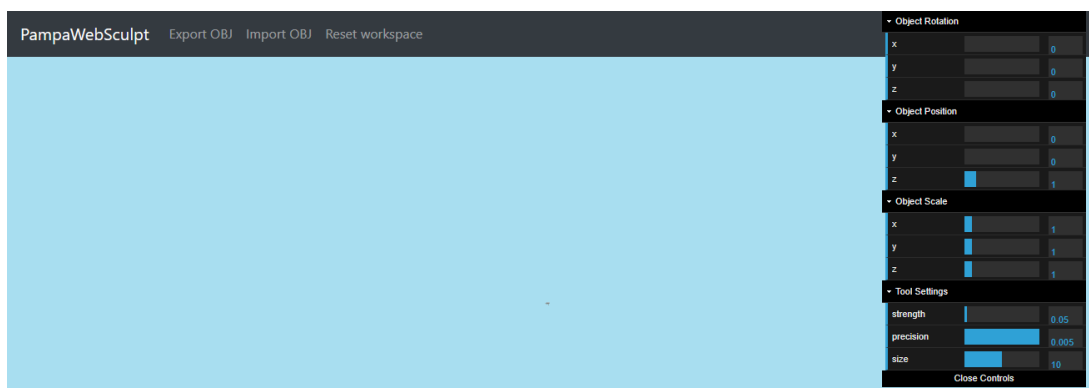 PampaWebSculpt Export OBJ Import OBJ Reset workspace
Object Rotation
x 0
y 0
z 0
Object Position
x 0
y 0
z 1
Object Scale
x 1
y 1
z 1
Tool Settings
strength 0.05
precision 0.005
size 10
Close Controls